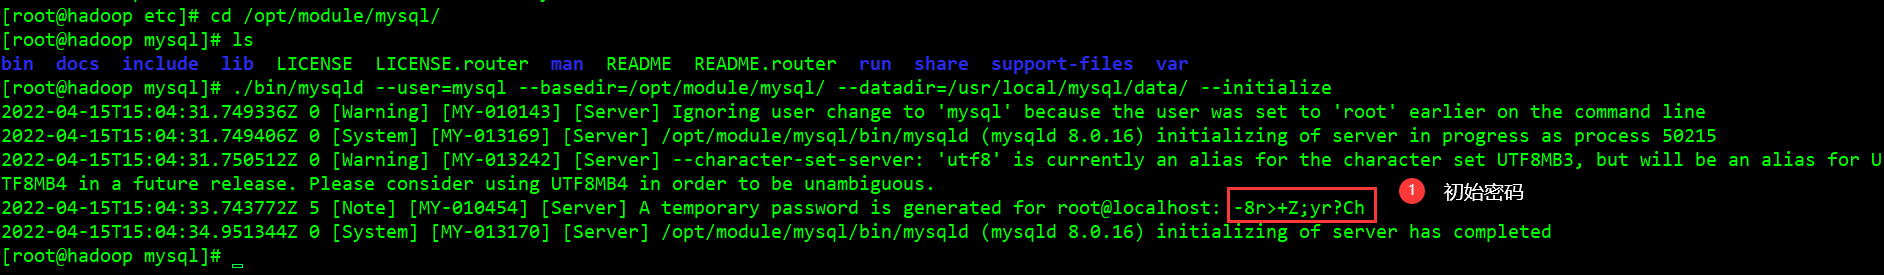 [root@hadoop etc]# cd /opt/module/mysql/
[root@hadoop mysql]# ls
bin docs include lib LICENSE LICENSE.router man README README.router run share support-files var
[root@hadoop mysql]# ./bin/mysqld --user=mysql --basedir=/opt/module/mysql/ --datadir=/usr/local/mysql/data/ --initialize
2022-04-15T15:04:31.749336Z 0 [Warning] [MY-010143] [Server] Ignoring user change to 'mysql' because the user was set to 'root' earlier on the command line
2022-04-15T15:04:31.749406Z 0 [System] [MY-013169] [Server] /opt/module/mysql/bin/mysqld (mysqld 8.0.16) initializing of server in progress as process 50215
2022-04-15T15:04:31.750512Z 0 [Warning] [MY-013242] [Server] --character-set-server: 'utf8' is currently an alias for the character set UTF8MB3, but will be an alias for U
TF8MB4 in a future release. Please consider using UTF8MB4 in order to be unambiguous.
2022-04-15T15:04:33.743772Z 5 [Note] [MY-010454] [Server] A temporary password is generated for root@localhost: -8r>+Z;yr?Ch
1 初始密码
2022-04-15T15:04:34.951344Z 0 [System] [MY-013170] [Server] /opt/module/mysql/bin/mysqld (mysqld 8.0.16) initializing of server has completed
[root@hadoop mysql]#